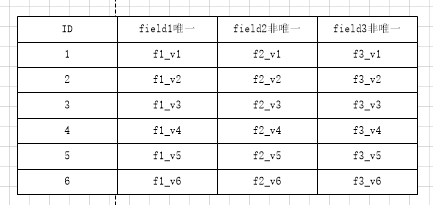 ID field1唯一 field2非唯一 field3非唯一
1 f1_v1 f2_v1 f3_v1
2 f1_v2 f2_v2 f3_v2
3 f1_v3 f2_v3 f3_v3
4 f1_v4 f2_v4 f3_v4
5 f1_v5 f2_v5 f3_v5
6 f1_v6 f2_v6 f3_v6